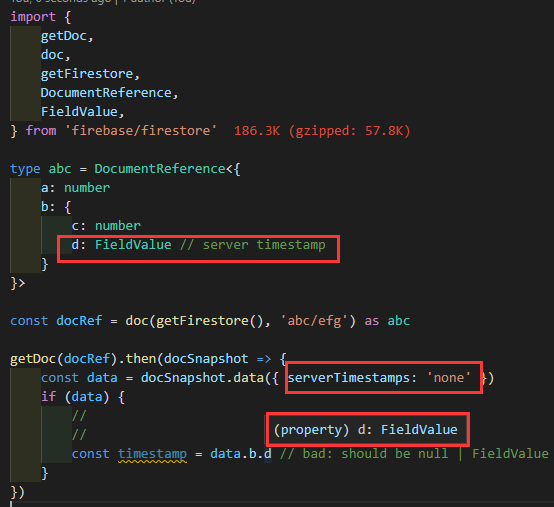 You, 6 seconds ago | 1 author (You)
import {
getDoc,
doc,
getFirestore,
DocumentReference,
FieldValue,
} from 'firebase/firestore' 186.3K (gzipped: 57.8K)
type abc = DocumentReference<{
a: number
b: {
c: number
d: FieldValue // server timestamp
}
}>
const docRef = doc(getFirestore(), 'abc/efg') as abc
getDoc(docRef).then(docSnapshot => {
const data = docSnapshot.data({ serverTimestamps: 'none' })
if (data) {
//
// (property) d: FieldValue
const timestamp = data.b.d // bad: should be null | FieldValue
}
})